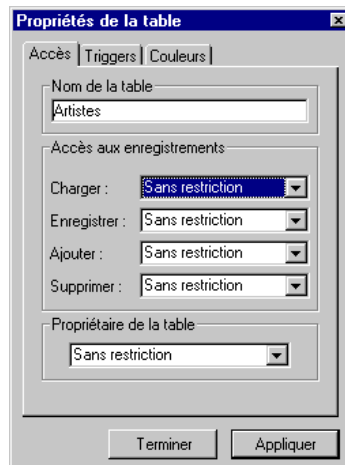 Propriétés de la table
Accès Triggers Couleurs
Nom de la table
Artistes
Accès aux enregistrements
Charger : Sans restriction
Enregistrer : Sans restriction
Ajouter : Sans restriction
Supprimer : Sans restriction
Propriétaire de la table
Sans restriction
Terminer Appliquer